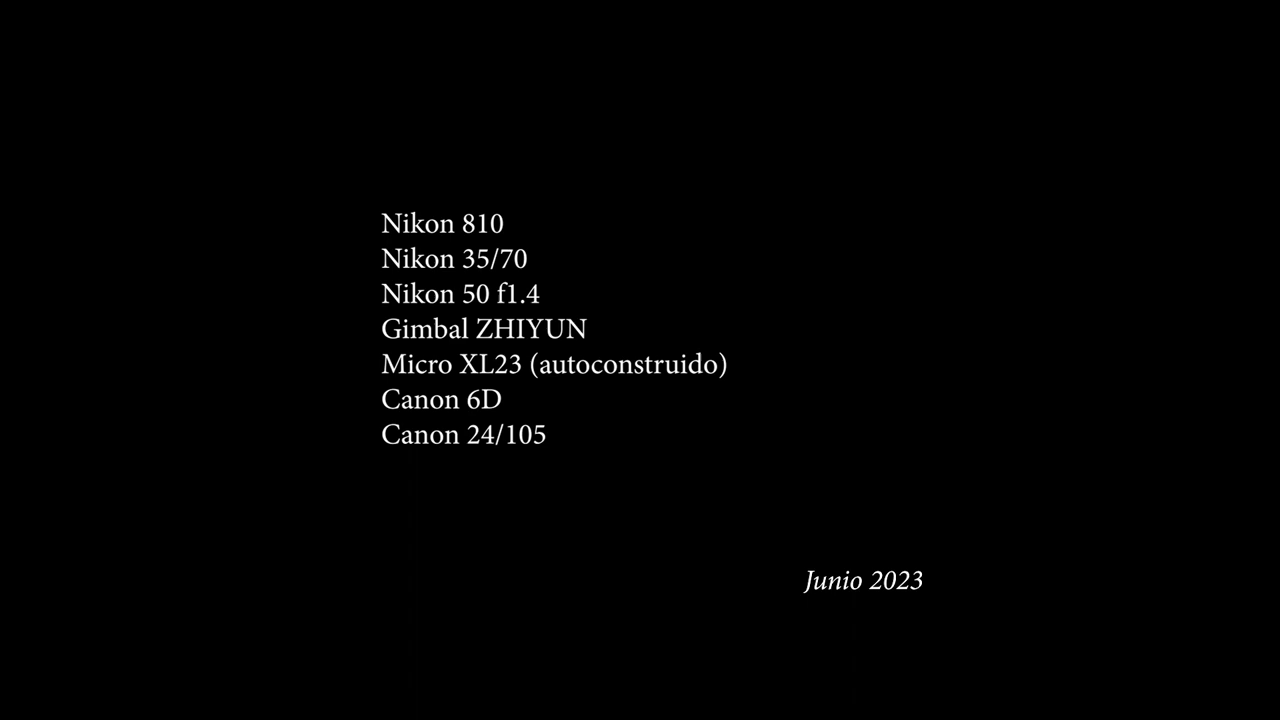 Nikon 810
Nikon 35/70
Nikon 50 f1.4
Gimbal ZHIYUN
Micro XL23 (autoconstruido)
Canon 6D
Canon 24/105
Junio 2023